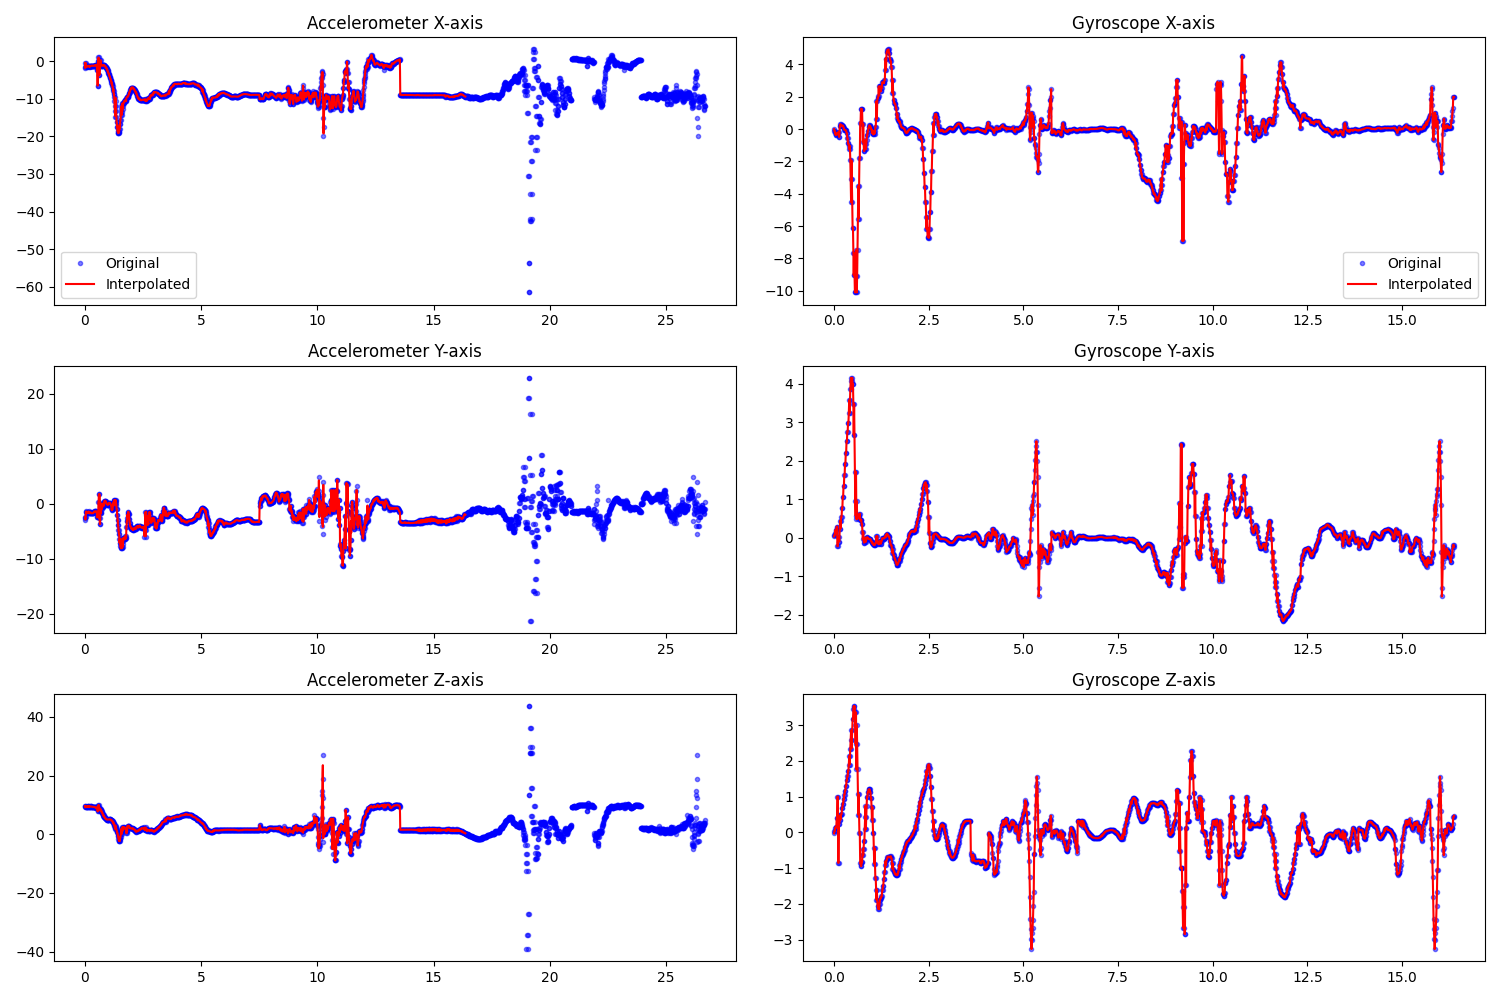 Accelerometer X-axis
0
−10
−20
−30
−40
−50
−60
Original
Interpolated
0 5 10 15 20 25
Gyroscope X-axis
4
2
0
−2
−4
−6
−8
−10
Original
Interpolated
0.0 2.5 5.0 7.5 10.0 12.5 15.0
Accelerometer Y-axis
20
10
0
−10
−20
0 5 10 15 20 25
Gyroscope Y-axis
4
3
2
1
0
−1
−2
0.0 2.5 5.0 7.5 10.0 12.5 15.0
Accelerometer Z-axis
40
20
0
−20
−40
0 5 10 15 20 25
Gyroscope Z-axis
3
2
1
0
−1
−2
−3
0.0 2.5 5.0 7.5 10.0 12.5 15.0